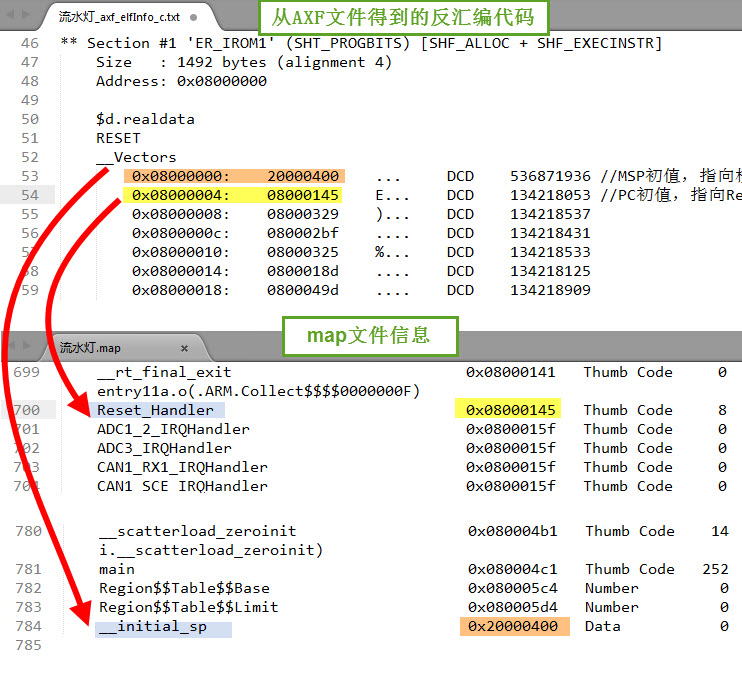 流水灯_axf_elfInfo_c.txt
从AXF文件得到的反汇编代码
46 ** Section #1 'ER_IROM1' (SHT_PROGBITS) [SHF_ALLOC + SHF_EXECINSTR]
47 Size : 1492 bytes (alignment 4)
48 Address: 0x08000000
49
50 $d.realdata
51 RESET
52 __Vectors
53 0x08000000: 20000400 ... DCD 536871936 //MSP初值，指向
54 0x08000004: 08000145 E... DCD 134218053 //PC初值，指向Re
55 0x08000008: 08000329 )... DCD 134218537
56 0x0800000c: 080002bf .... DCD 134218431
57 0x08000010: 08000325 %... DCD 134218533
58 0x08000014: 0800018d .... DCD 134218125
59 0x08000018: 0800049d .... DCD 134218909
map文件信息
流水灯.map ×
699 __rt_final_exit 0x08000141 Thumb Code 0
entry11a.o(.ARM.Collect$$$$0000000F)
700 Reset_Handler 0x08000145 Thumb Code 8
701 ADC1_2_IRQHandler 0x0800015f Thumb Code 0
702 ADC3_IRQHandler 0x0800015f Thumb Code 0
703 CAN1_RX1_IRQHandler 0x0800015f Thumb Code 0
704 CAN1 SCE IRQHandler 0x0800015f Thumb Code 0
780 __scatterload_zeroinit 0x080004b1 Thumb Code 14
i.__scatterload_zeroinit)
781 main 0x080004c1 Thumb Code 252
782 Region$$Table$$Base 0x080005c4 Number 0
783 Region$$Table$$Limit 0x080005d4 Number 0
784 __initial_sp 0x20000400 Data 0
785